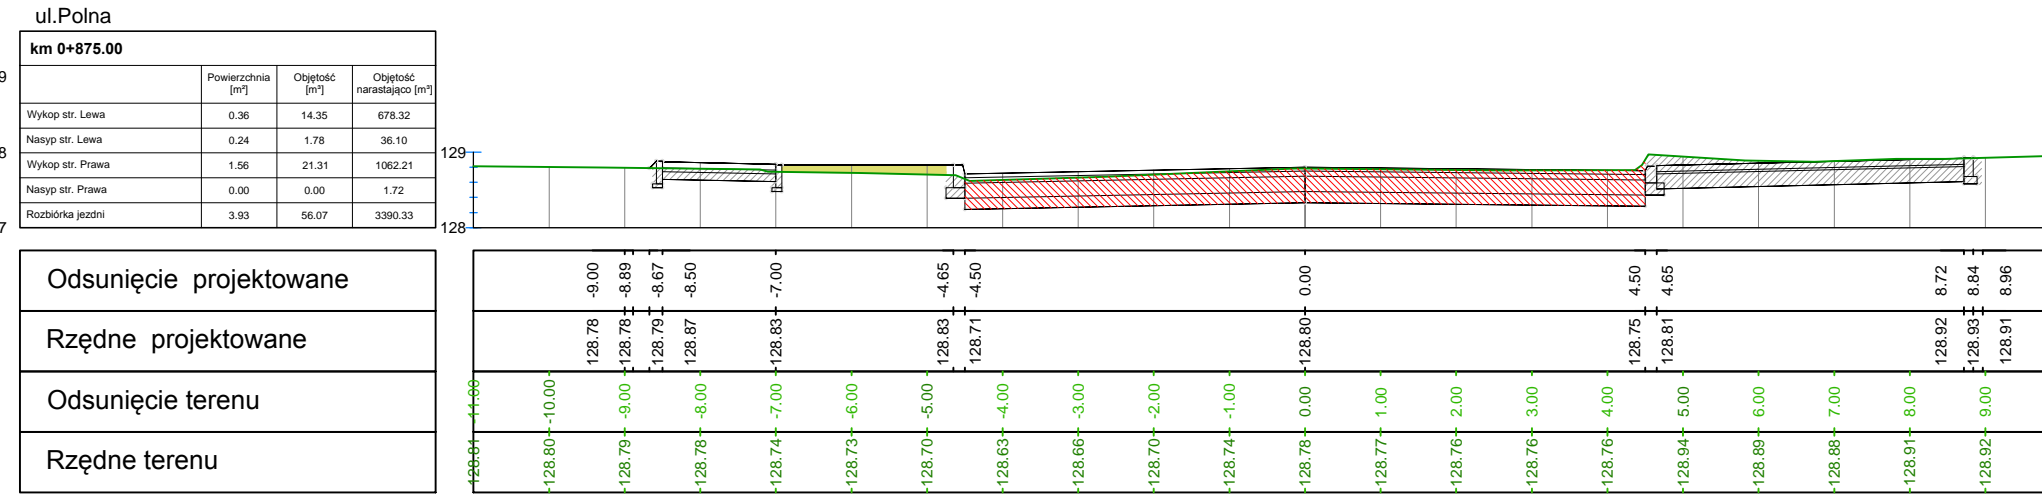 ul.Polna
km 0+875.00
Powierzchnia [m²] Objętość [m³] Objętość narastająco [m³]
Wykop str. Lewa 0.36 14.35 678.32
Nasyp str. Lewa 0.24 1.78 36.10
Wykop str. Prawa 1.56 21.31 1062.21
Nasyp str. Prawa 0.00 0.00 1.72
Rozbiórka jezdni 3.93 56.07 3390.33
9
8
7
129
128
Odsunięcie projektowane -9.00 -8.89 -8.67 -8.50 -7.00 -4.65 -4.50 0.00 4.50 4.65 8.72 8.84 8.96
Rzędne projektowane 128.78 128.78 128.79 128.87 128.83 128.83 128.71 128.80 128.75 128.81 128.92 128.93 128.91
Odsunięcie terenu -11.00 -10.00 -9.00 -8.00 -7.00 -6.00 -5.00 -4.00 -3.00 -2.00 -1.00 0.00 1.00 2.00 3.00 4.00 5.00 6.00 7.00 8.00 9.00
Rzędne terenu 128.81 128.80 128.79 128.78 128.74 128.73 128.70 128.63 128.66 128.70 128.74 128.78 128.77 128.76 128.76 128.76 128.94 128.89 128.88 128.91 128.92